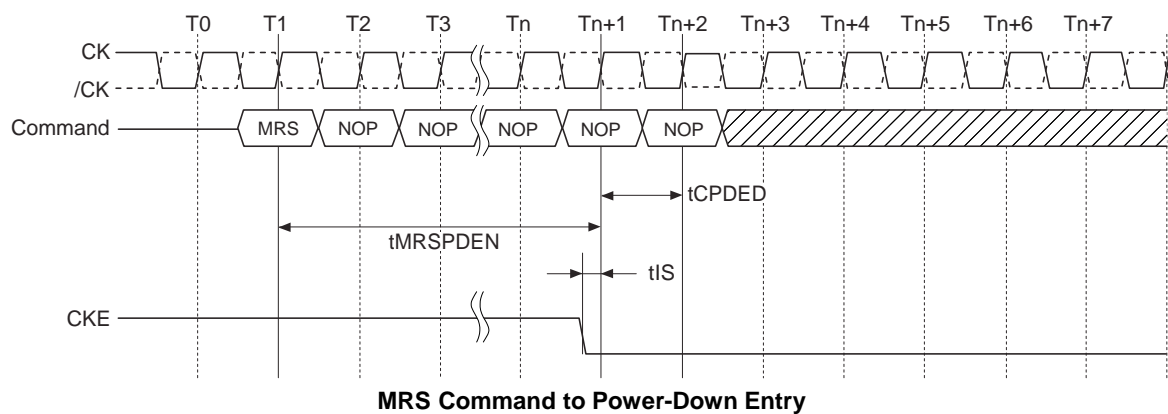 T0 T1 T2 T3 Tn Tn+1 Tn+2 Tn+3 Tn+4 Tn+5 Tn+6 Tn+7
CK
/CK
Command MRS NOP NOP NOP NOP NOP
tCPDED
tMRSPDEN
tIS
CKE
MRS Command to Power-Down Entry